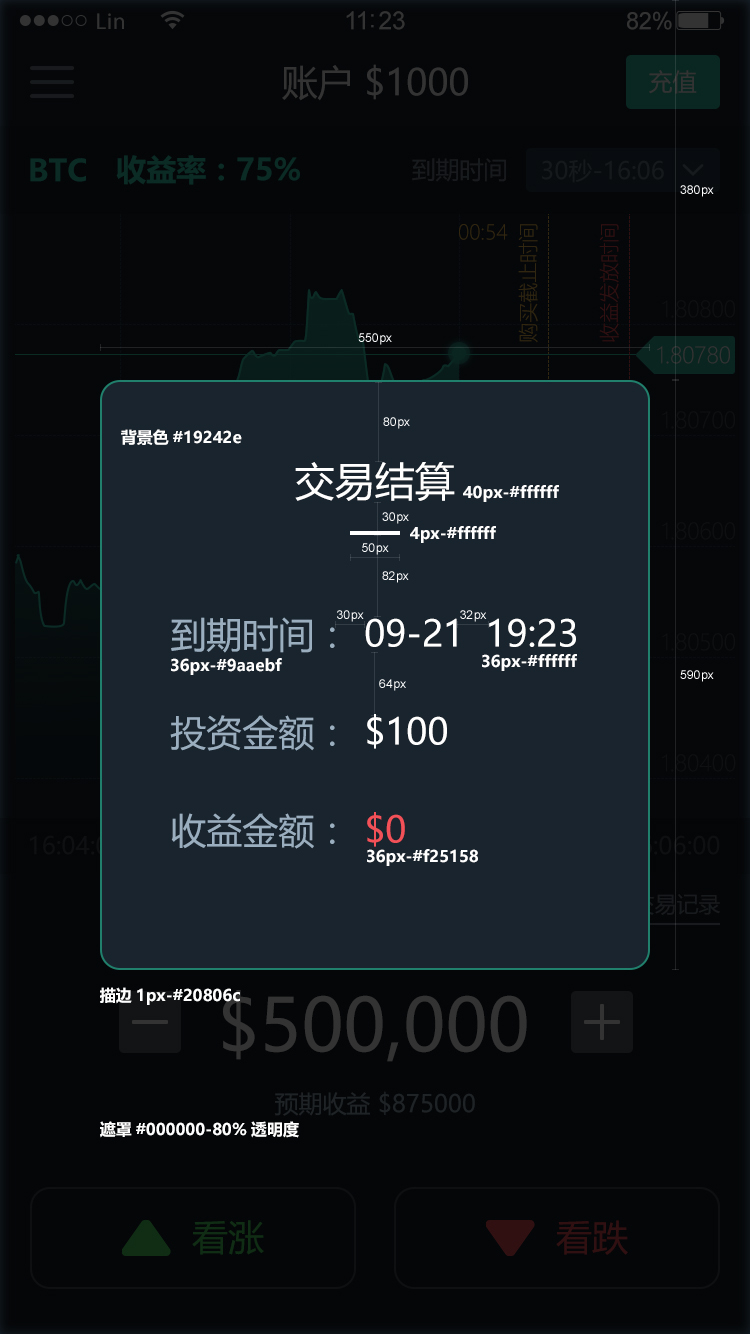 Lin
11:23
82%
账户 $1000
充值
BTC 收益率：75%
到期时间
30秒-16:06
380px
00:54
购买截止时间
收益发放时间
1.80800
550px
1.80780
80px
1.80700
背景色 #19242e
交易结算
40px-#ffffff
30px
4px-#ffffff
1.80600
50px
82px
30px
32px
到期时间：
09-21 19:23
1.80500
36px-#9aaebf
36px-#ffffff
590px
64px
投资金额：
$100
1.80400
收益金额：
$0
16:04:
:06:00
36px-#f25158
易记录
描边 1px-#20806c
$500,000
预期收益 $875000
遮罩 #000000-80% 透明度
看涨
看跌